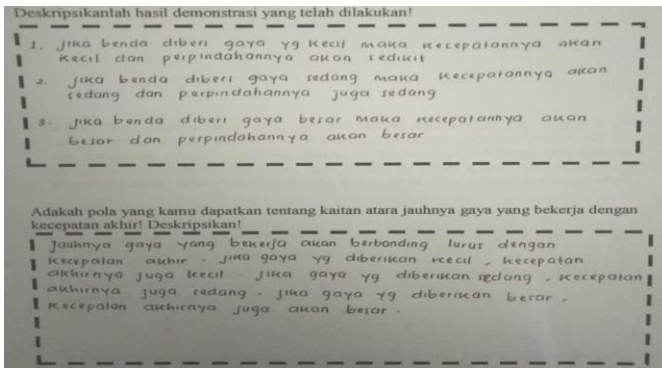 Deskripsikanlah hasil demonstrasi yang telah dilakukan!
1. Jika benda diberi gaya yg kecil maka kecepatannya akan
kecil dan perpindahannya akan sedikit
2. Jika benda diberi gaya sedang maka kecepatannya akan
sedang dan perpindahannya juga sedang
3. Jika benda diberi gaya besar maka kecepatannya akan
besar dan perpindahannya akan besar
Adakah pola yang kamu dapatkan tentang kaitan atara jauhnya gaya yang bekerja dengan
kecepatan akhir! Deskripsikan!
Jauhnya gaya yang bekerja akan berbanding lurus dengan
kecepatan akhir. Jika gaya yg diberikan kecil, kecepatan
akhirnya juga kecil. Jika gaya yg diberikan sedang, kecepatan
akhirnya juga sedang. Jika gaya yg diberikan besar,
kecepatan akhirnya juga akan besar.